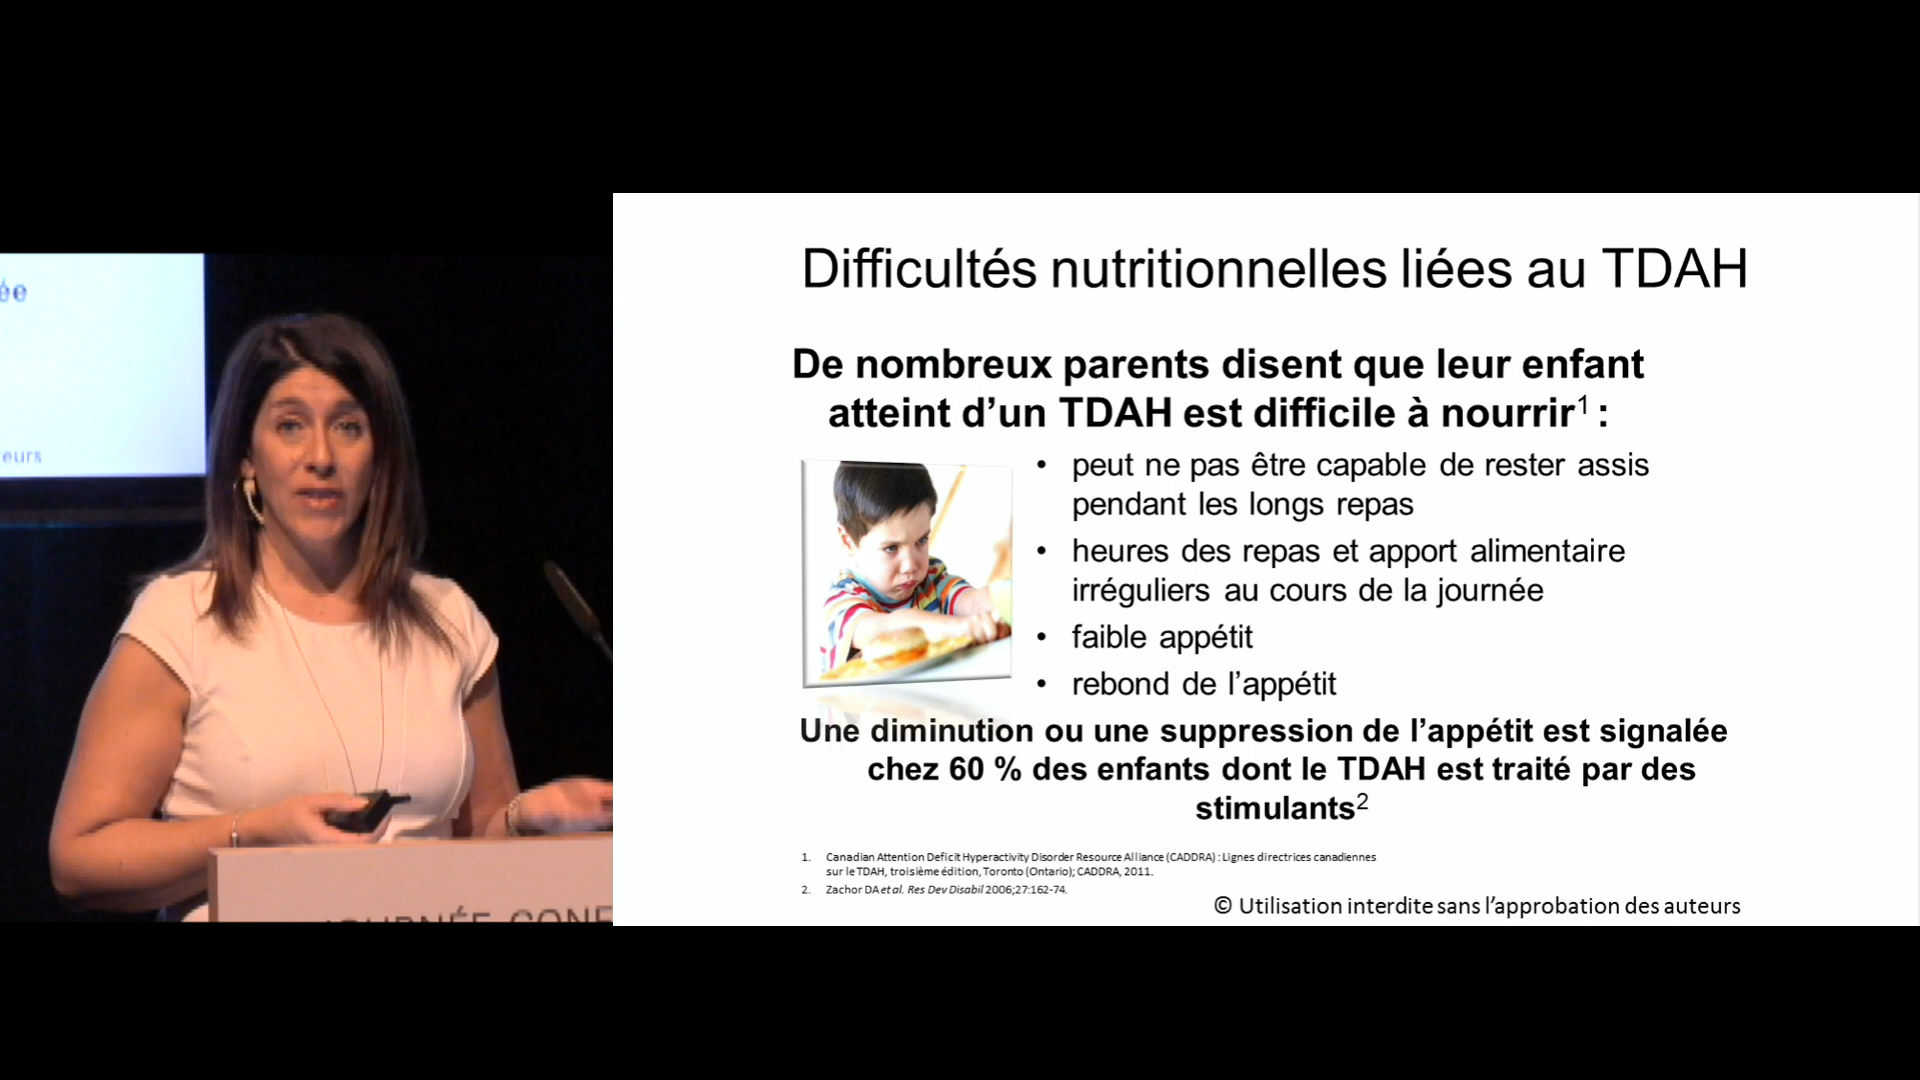 ée
eurs
JOURNÉE CONF
Difficultés nutritionnelles liées au TDAH
De nombreux parents disent que leur enfant
atteint d’un TDAH est difficile à nourrir1 :
• peut ne pas être capable de rester assis
pendant les longs repas
• heures des repas et apport alimentaire
irréguliers au cours de la journée
• faible appétit
• rebond de l’appétit
Une diminution ou une suppression de l’appétit est signalée
chez 60 % des enfants dont le TDAH est traité par des
stimulants2
1. Canadian Attention Deficit Hyperactivity Disorder Resource Alliance (CADDRA) : Lignes directrices canadiennes
sur le TDAH, troisième édition, Toronto (Ontario); CADDRA, 2011.
2. Zachor DA et al. Res Dev Disabil 2006;27:162-74.
© Utilisation interdite sans l’approbation des auteurs